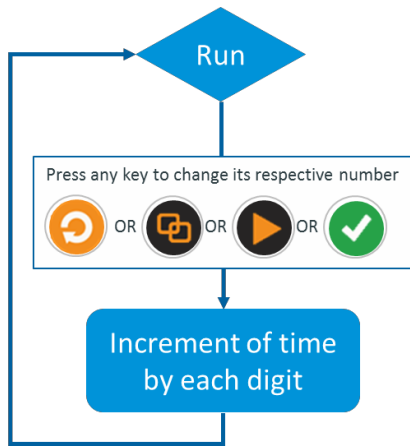 Run
Press any key to change its respective number
OR OR OR
Increment of time
by each digit